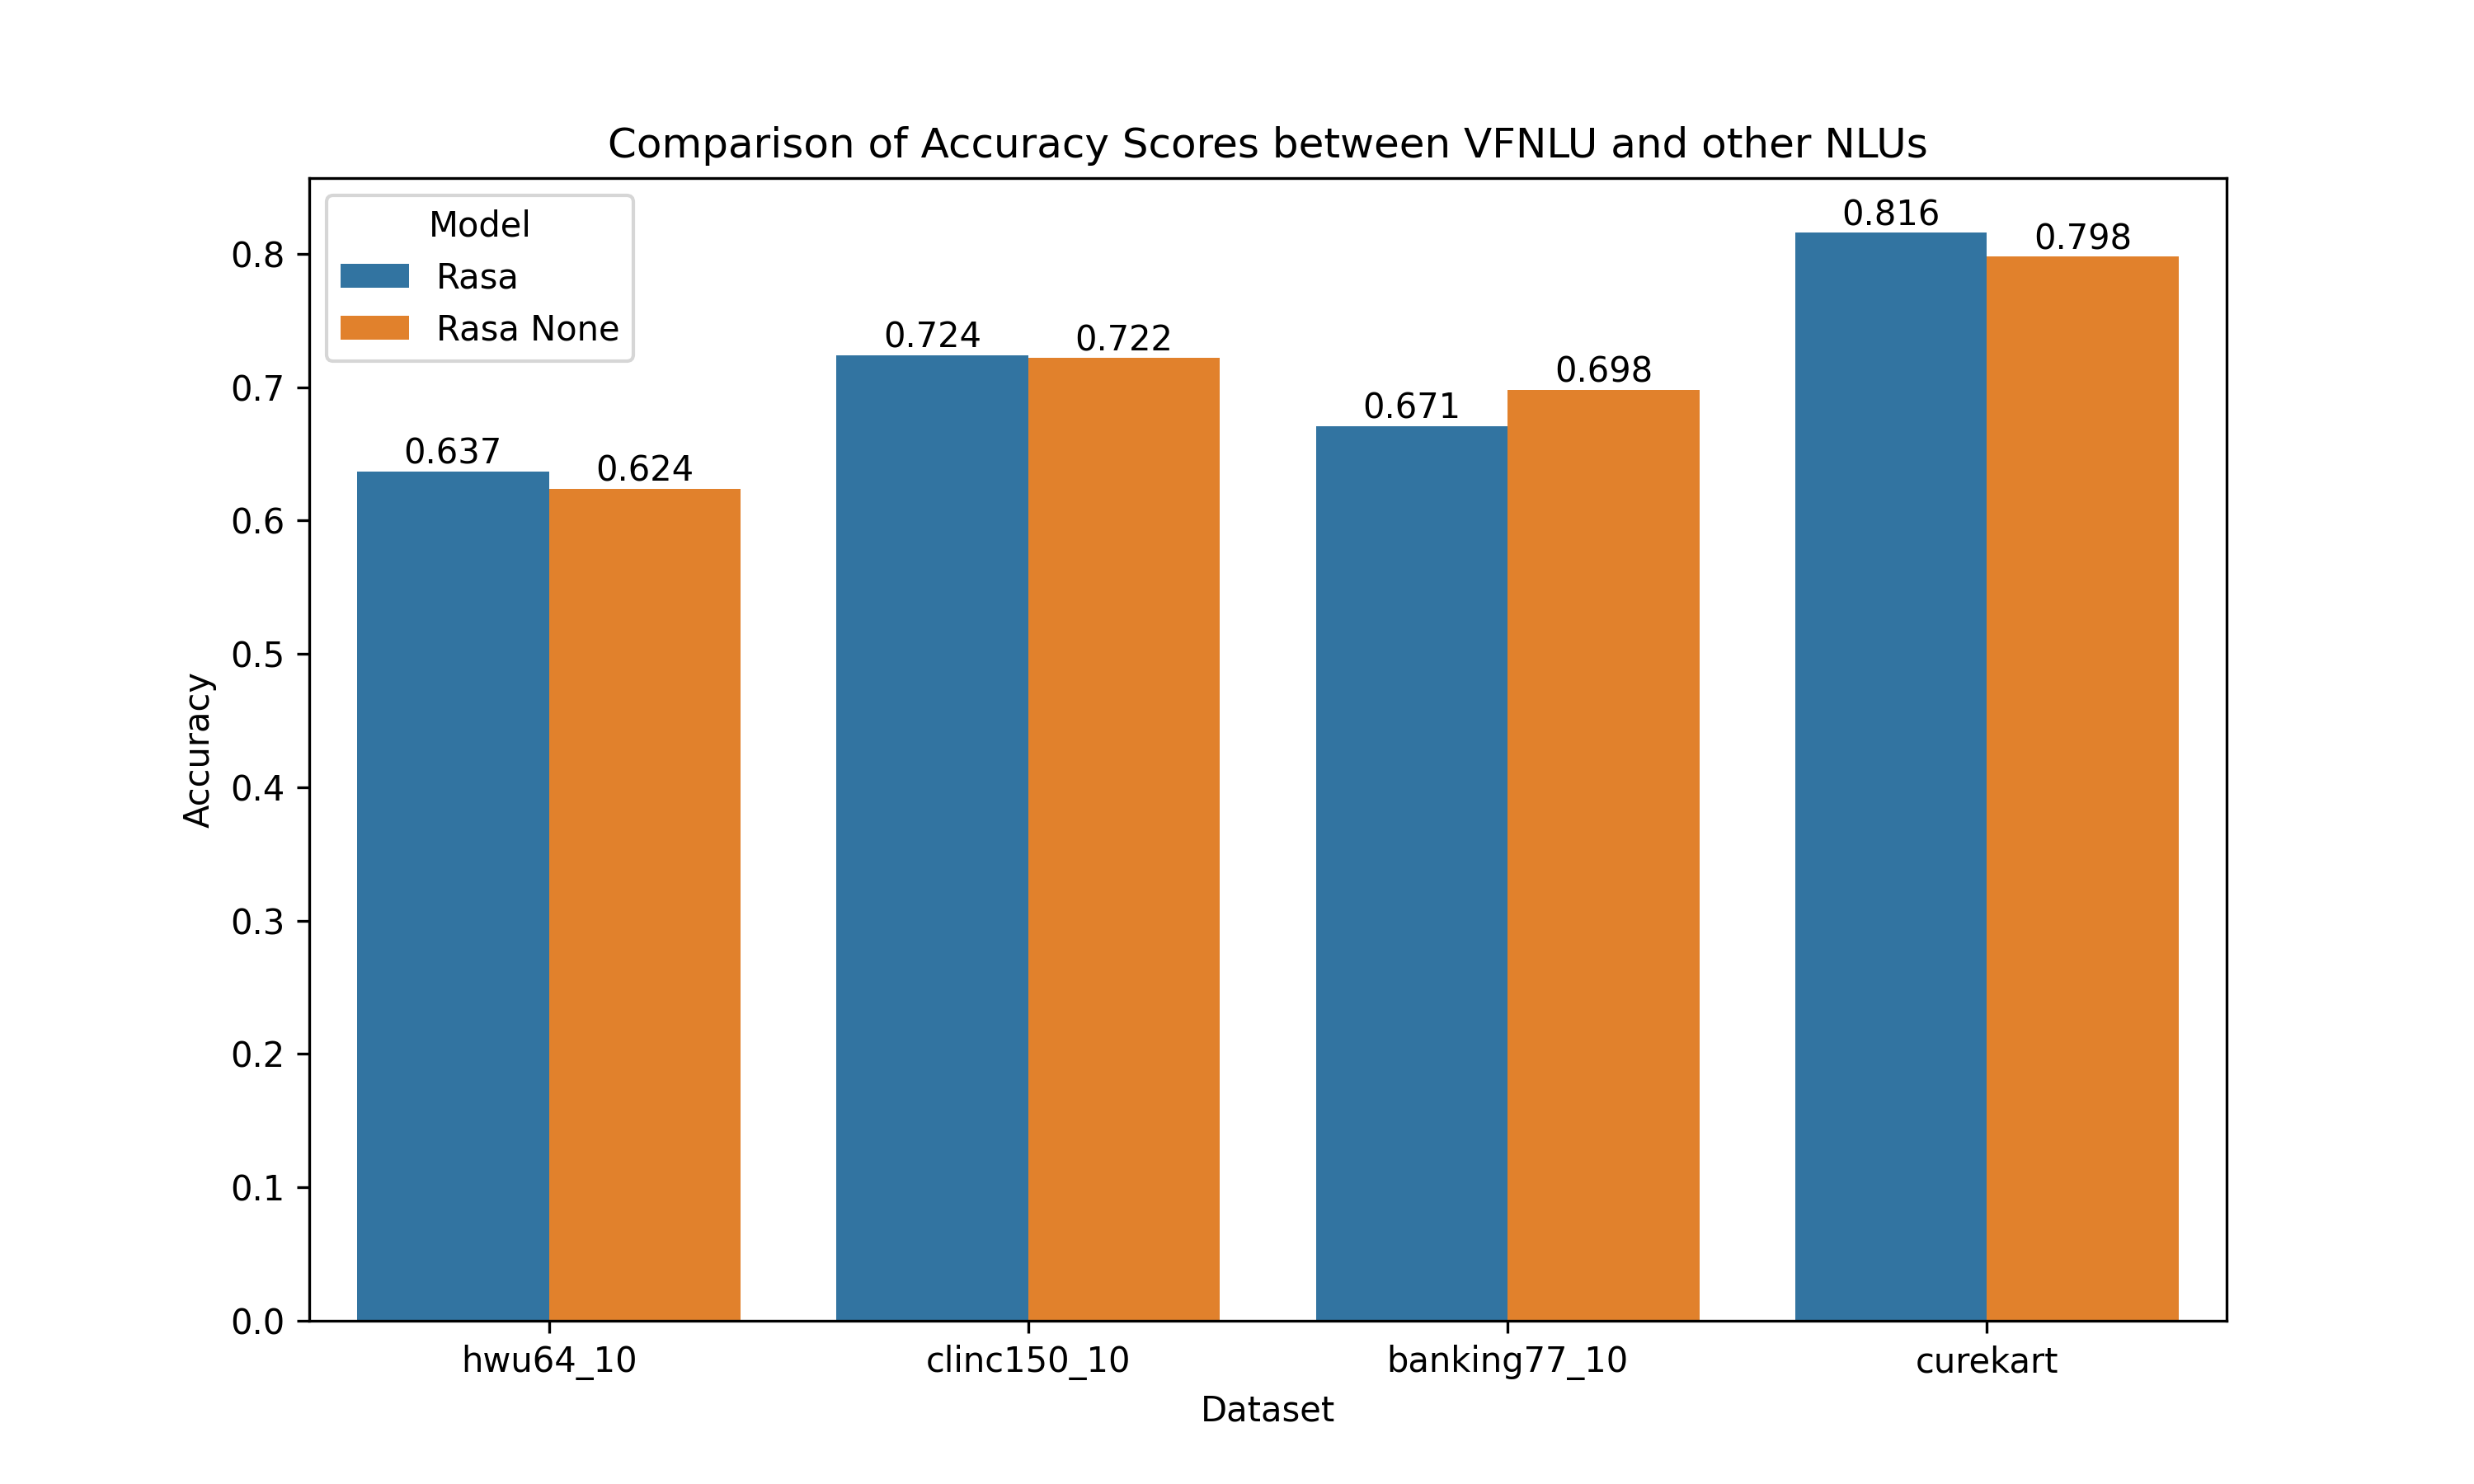 Comparison of Accuracy Scores between VFNLU and other NLUs
Model
Rasa
Rasa None
0.637
0.624
0.724
0.722
0.671
0.698
0.816
0.798
Accuracy
0.8
0.7
0.6
0.5
0.4
0.3
0.2
0.1
0.0
hwu64_10
clinc150_10
banking77_10
curekart
Dataset